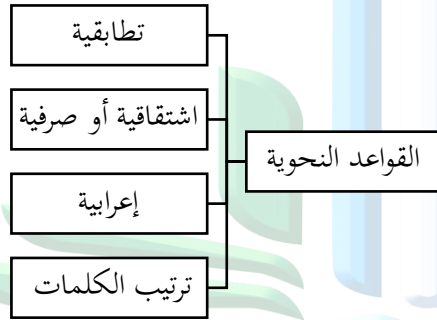 القواعد النحوية
تطابقية
اشتقاقية أو صرفية
إعرابية
ترتيب الكلمات